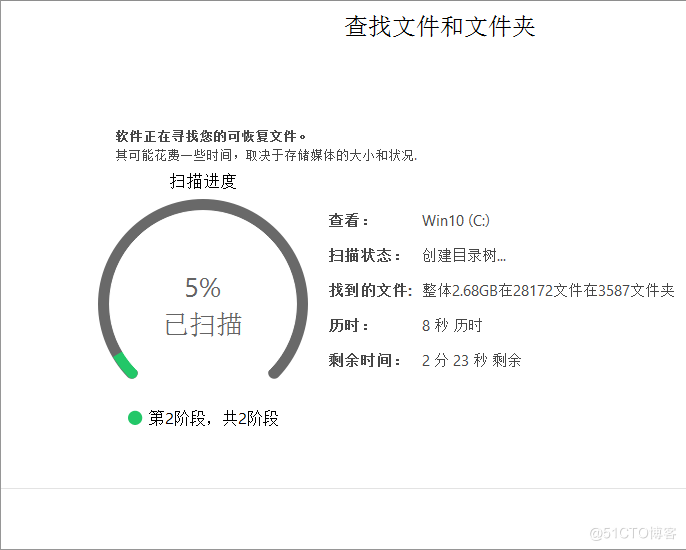 查找文件和文件夹
软件正在寻找您的可恢复文件。
其可能花费一些时间，取决于存储媒体的大小和状况.
扫描进度
5%
已扫描
查看： Win10 (C:)
扫描状态： 创建目录树...
找到的文件: 整体2.68GB在28172文件在3587文件夹
历时： 8 秒 历时
剩余时间： 2 分 23 秒 剩余
第2阶段，共2阶段
@51CTO博客